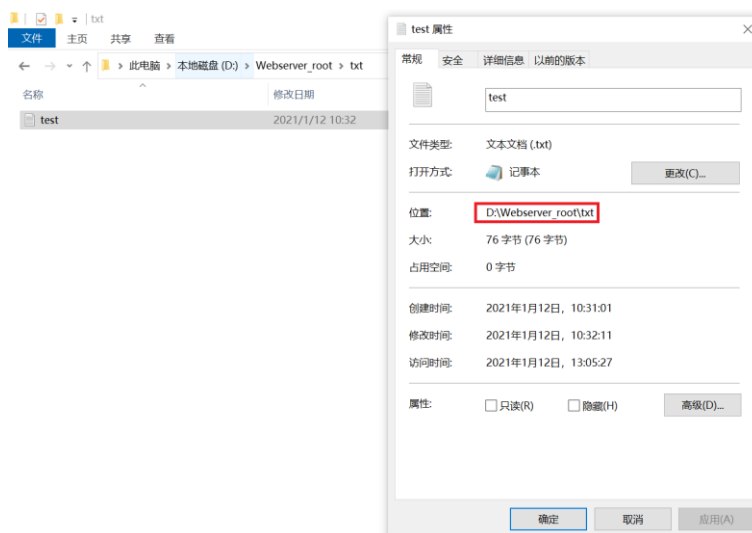 txt
文件 主页 共享 查看
此电脑 > 本地磁盘 (D:) > Webserver_root > txt
名称 修改日期
test 2021/1/12 10:32
test 属性
常规 安全 详细信息 以前的版本
test
文件类型: 文本文档 (.txt)
打开方式: 记事本 更改(C)...
位置: D:\Webserver_root\txt
大小: 76 字节 (76 字节)
占用空间: 0 字节
创建时间: 2021年1月12日，10:31:01
修改时间: 2021年1月12日，10:32:11
访问时间: 2021年1月12日，13:05:27
属性: 只读(R) 隐藏(H) 高级(D)...
确定 取消 应用(A)